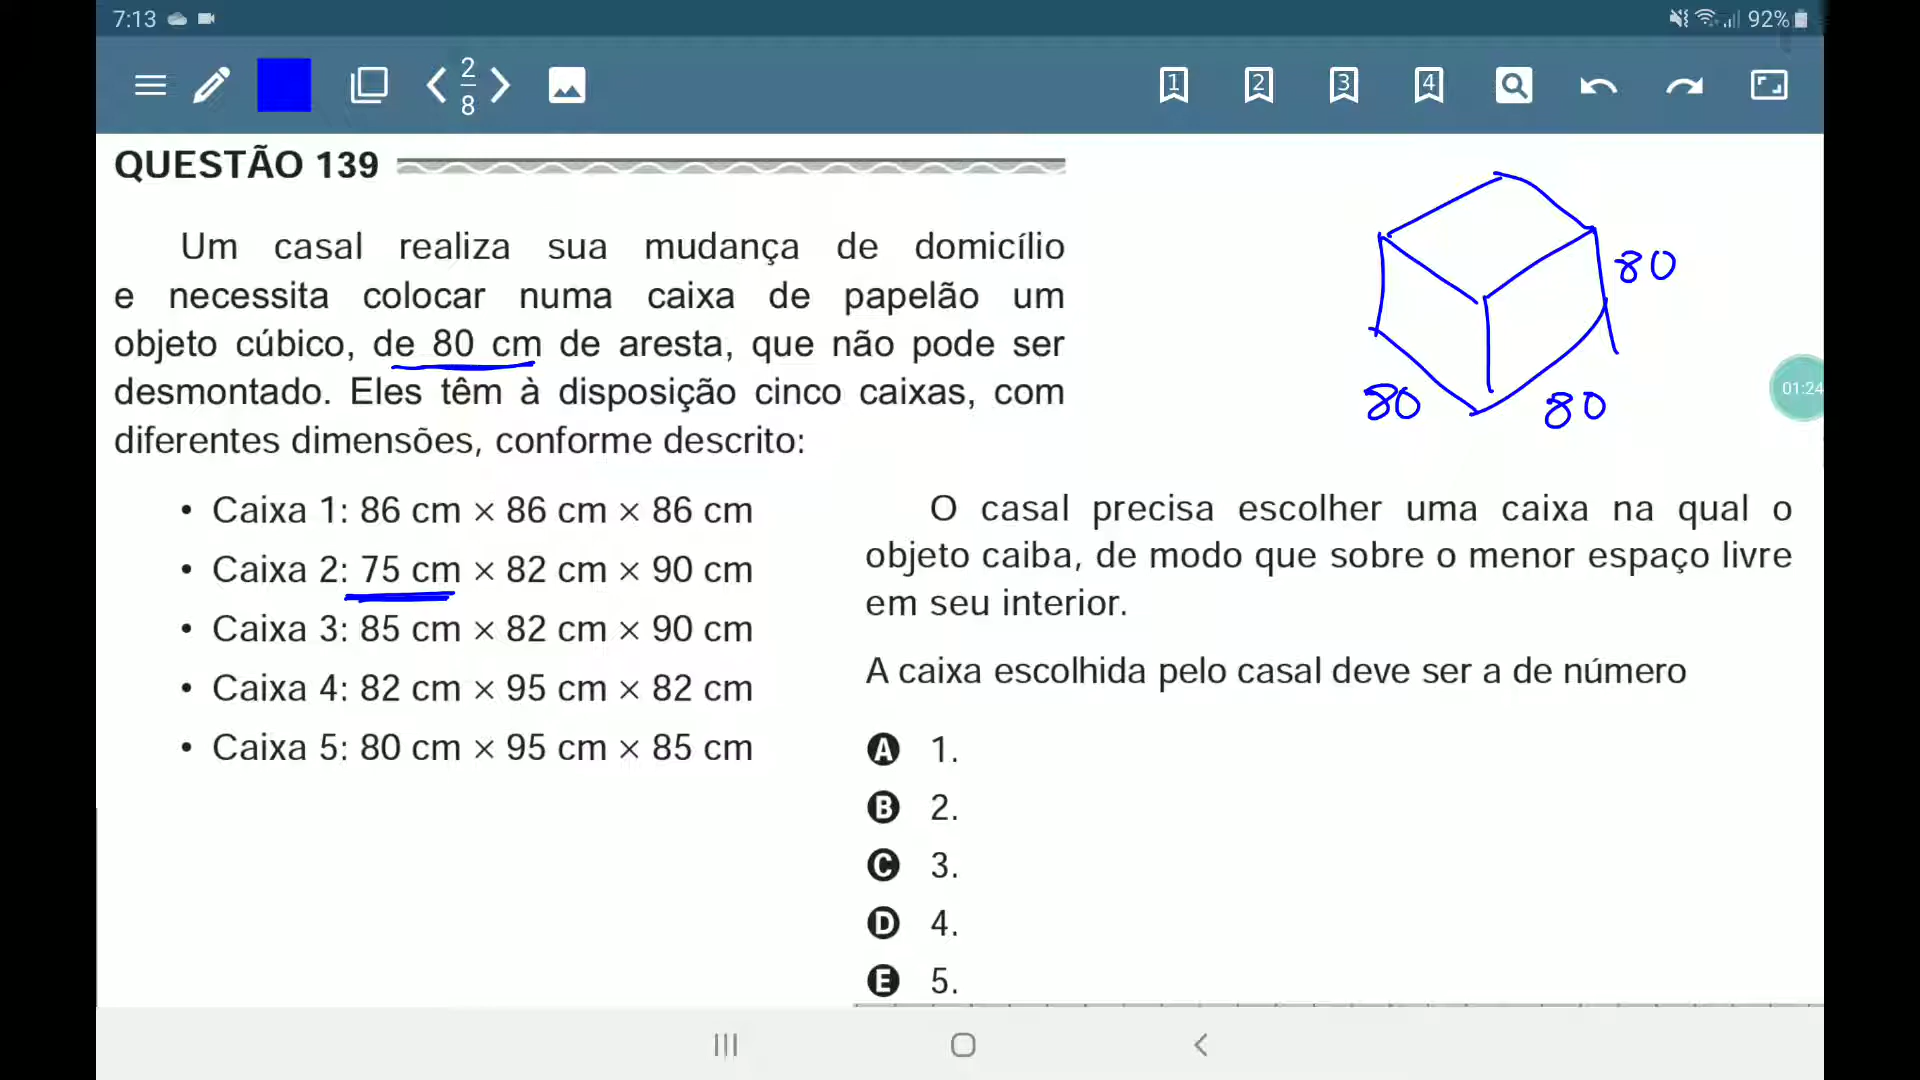 7:13
92%
2
8
1
2
3
4
QUESTÃO 139
Um casal realiza sua mudança de domicílio
e necessita colocar numa caixa de papelão um
objeto cúbico, de 80 cm de aresta, que não pode ser
desmontado. Eles têm à disposição cinco caixas, com
diferentes dimensões, conforme descrito:
• Caixa 1: 86 cm × 86 cm × 86 cm
• Caixa 2: 75 cm × 82 cm × 90 cm
• Caixa 3: 85 cm × 82 cm × 90 cm
• Caixa 4: 82 cm × 95 cm × 82 cm
• Caixa 5: 80 cm × 95 cm × 85 cm
80
80
80
01:24
O casal precisa escolher uma caixa na qual o
objeto caiba, de modo que sobre o menor espaço livre
em seu interior.
A caixa escolhida pelo casal deve ser a de número
A 1.
B 2.
C 3.
D 4.
E 5.